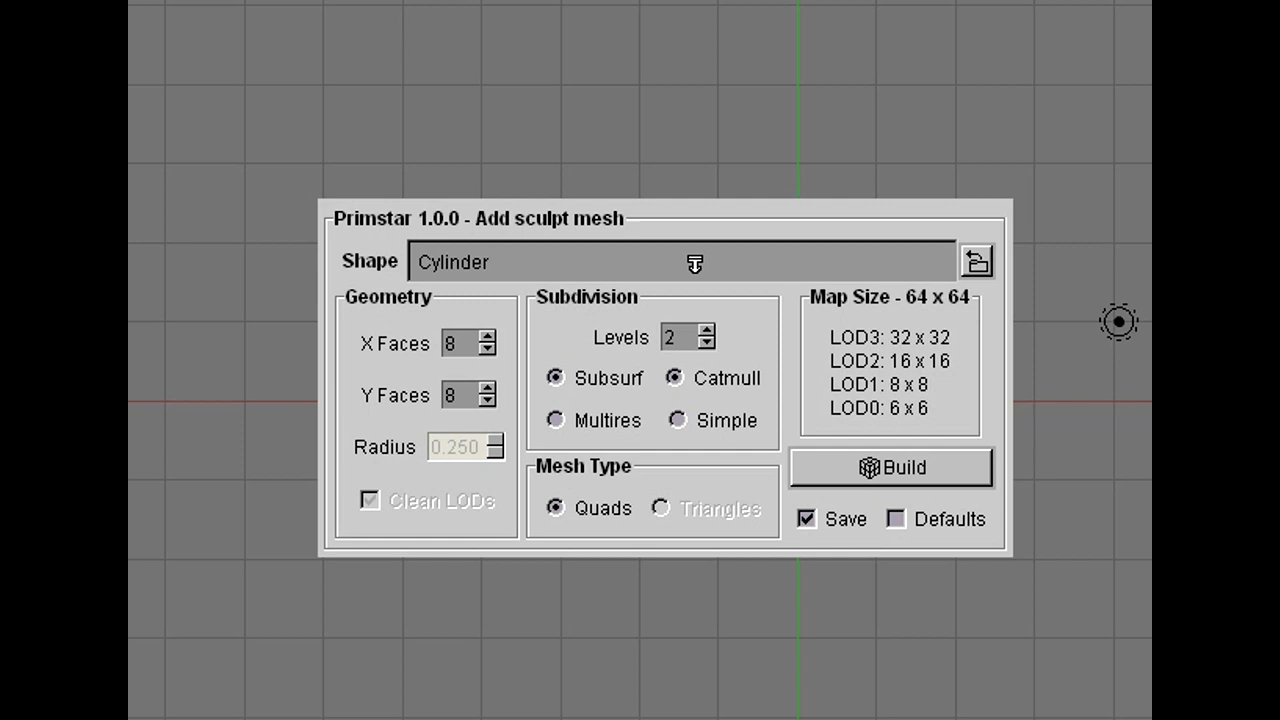 Primstar 1.0.0 - Add sculpt mesh
Shape Cylinder
Geometry
X Faces 8
Y Faces 8
Radius 0.250
Clean LODs
Subdivision
Levels 2
Subsurf Catmull
Multires Simple
Mesh Type
Quads Triangles
Map Size - 64 x 64
LOD3: 32 x 32
LOD2: 16 x 16
LOD1: 8 x 8
LOD0: 6 x 6
Build
Save Defaults